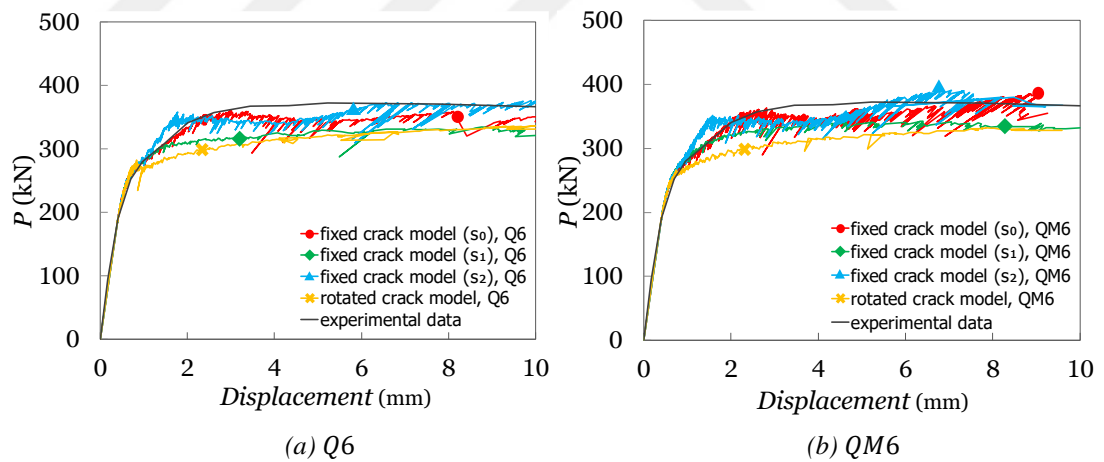 500
400
300
200
100
0
P (kN)
fixed crack model (s₀), Q6
fixed crack model (s₁), Q6
fixed crack model (s₂), Q6
rotated crack model, Q6
experimental data
0 2 4 6 8 10
Displacement (mm)
(a) Q6
500
400
300
200
100
0
P (kN)
fixed crack model (s₀), QM6
fixed crack model (s₁), QM6
fixed crack model (s₂), QM6
rotated crack model, QM6
experimental data
0 2 4 6 8 10
Displacement (mm)
(b) QM6